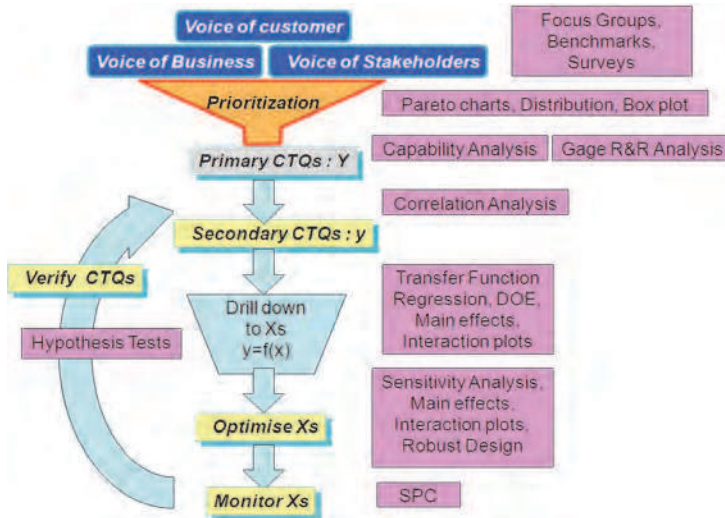 Voice of customer
Voice of Business
Voice of Stakeholders
Focus Groups,
Benchmarks,
Surveys
Prioritization
Pareto charts, Distribution, Box plot
Primary CTQs : Y
Capability Analysis
Gage R&R Analysis
Correlation Analysis
Secondary CTQs : y
Verify CTQs
Hypothesis Tests
Drill down
to Xs
y=f(x)
Transfer Function
Regression, DOE,
Main effects,
Interaction plots
Optimise Xs
Sensitivity Analysis,
Main effects,
Interaction plots,
Robust Design
Monitor Xs
SPC